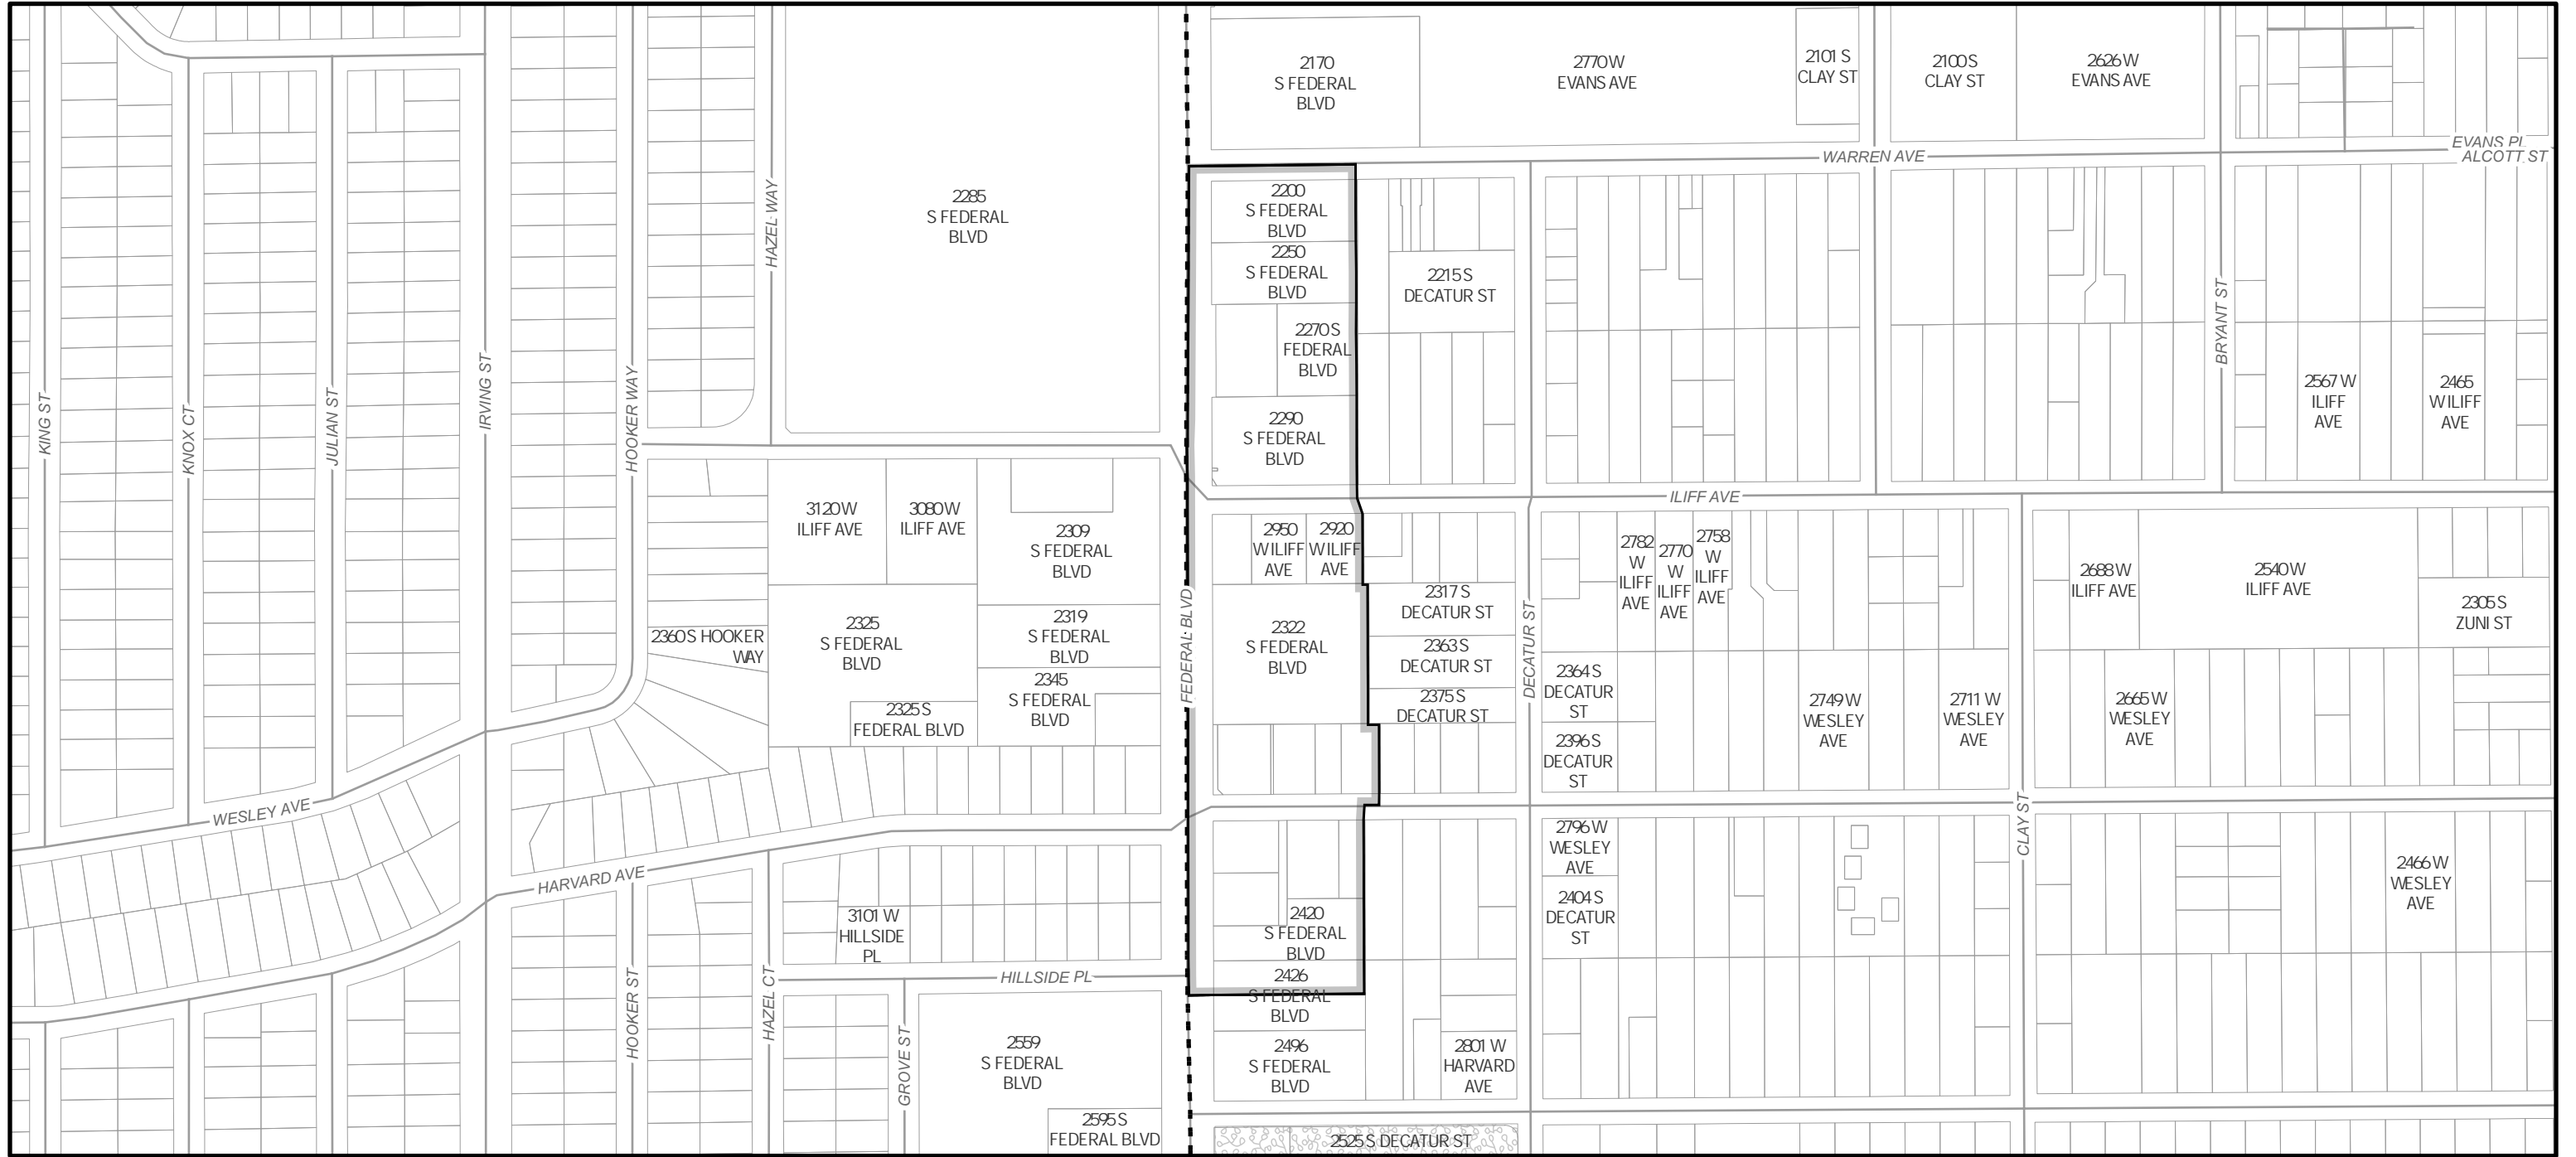 2170
S FEDERAL
BLVD
2770 W
EVANS AVE
2101 S
CLAY ST
2100 S
CLAY ST
2626 W
EVANS AVE
EVANS PL
ALCOTT ST
WARREN AVE
2285
S FEDERAL
BLVD
HAZEL WAY
2200
S FEDERAL
BLVD
2250
S FEDERAL
BLVD
2215 S
DECATUR ST
2270 S
FEDERAL
BLVD
2290
S FEDERAL
BLVD
BRYANT ST
2567 W
ILIFF
AVE
2465
W ILIFF
AVE
KING ST
KNOX CT
JULIAN ST
IRVING ST
HOOKER WAY
ILIFF AVE
3120 W
ILIFF AVE
3080 W
ILIFF AVE
2309
S FEDERAL
BLVD
2950
W ILIFF
AVE
2920
W ILIFF
AVE
2782
W
ILIFF
AVE
2770
W
ILIFF
AVE
2758
W
ILIFF
AVE
2688 W
ILIFF AVE
2540 W
ILIFF AVE
2305 S
ZUNI ST
2317 S
DECATUR ST
2360 S HOOKER
WAY
2325
S FEDERAL
BLVD
2319
S FEDERAL
BLVD
FEDERAL BLVD
2322
S FEDERAL
BLVD
2363 S
DECATUR ST
DECATUR ST
2364 S
DECATUR
ST
2345
S FEDERAL
BLVD
2375 S
DECATUR ST
2325 S
FEDERAL BLVD
2749 W
WESLEY
AVE
2711 W
WESLEY
AVE
2665 W
WESLEY
AVE
2396 S
DECATUR
ST
WESLEY AVE
CLAY ST
2796 W
WESLEY
AVE
2466 W
WESLEY
AVE
HARVARD AVE
2404 S
DECATUR
ST
3101 W
HILLSIDE
PL
2420
S FEDERAL
BLVD
HILLSIDE PL
2426
S FEDERAL
BLVD
HOOKER ST
HAZEL CT
GROVE ST
2559
S FEDERAL
BLVD
2496
S FEDERAL
BLVD
2801 W
HARVARD
AVE
2595 S
FEDERAL BLVD
2525 S DECATUR ST